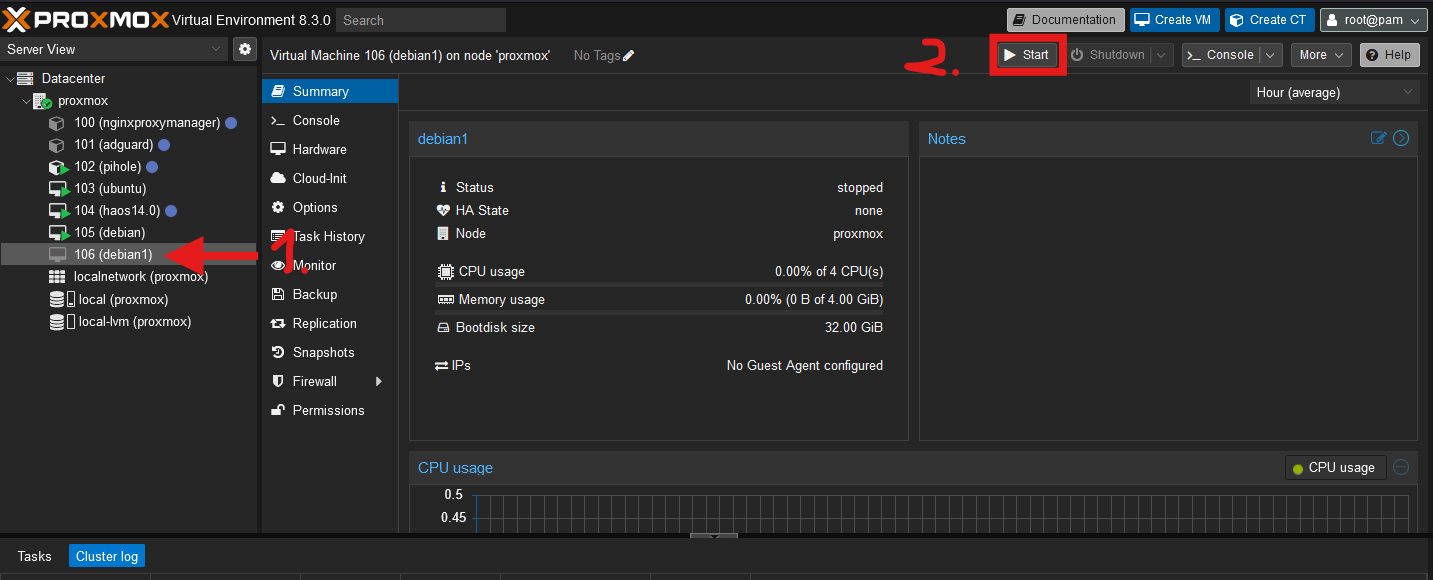 PROXMOX Virtual Environment 8.3.0 Search Documentation Create VM Create CT root@pam
Server View
Virtual Machine 106 (debian1) on node 'proxmox' No Tags 2. Start Shutdown Console More Help
Datacenter
proxmox
100 (nginxproxymanager)
101 (adguard)
102 (pihole)
103 (ubuntu)
104 (haos14.0)
105 (debian)
106 (debian1)
1.
localnetwork (proxmox)
local (proxmox)
local-lvm (proxmox)
Summary
Console
Hardware
Cloud-Init
Options
Task History
Monitor
Backup
Replication
Snapshots
Firewall
Permissions
Hour (average)
debian1
Status stopped
HA State none
Node proxmox
CPU usage 0.00% of 4 CPU(s)
Memory usage 0.00% (0 B of 4.00 GiB)
Bootdisk size 32.00 GiB
IPs No Guest Agent configured
Notes
CPU usage
CPU usage
0.5
0.45
Tasks Cluster log